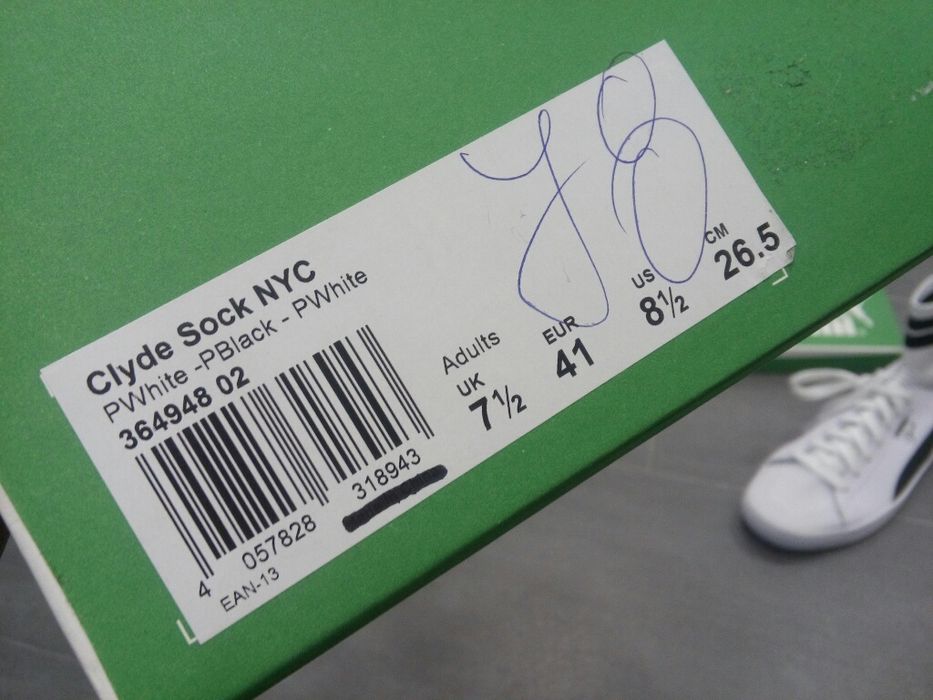 Clyde Sock NYC
PWhite -PBlack - PWhite
364948 02
4 057828 318943
EAN-13
Adults
UK EUR US CM
7½ 41 8½ 26.5